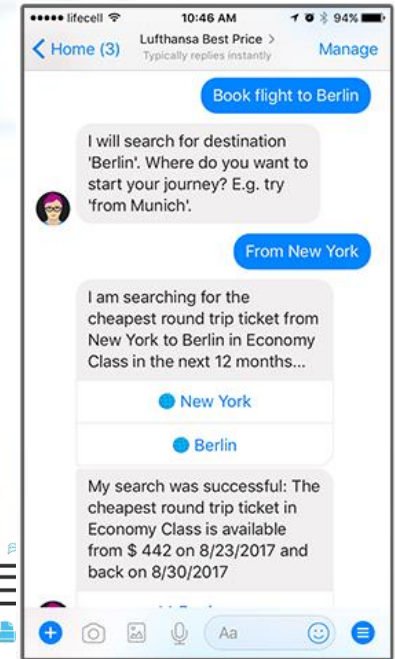 lifecell 10:46 AM 94%
Home (3) Lufthansa Best Price > Manage
Typically replies instantly
Book flight to Berlin
I will search for destination
'Berlin'. Where do you want to
start your journey? E.g. try
'from Munich'.
From New York
I am searching for the
cheapest round trip ticket from
New York to Berlin in Economy
Class in the next 12 months...
New York
Berlin
My search was successful: The
cheapest round trip ticket in
Economy Class is available
from $ 442 on 8/23/2017 and
back on 8/30/2017
Aa